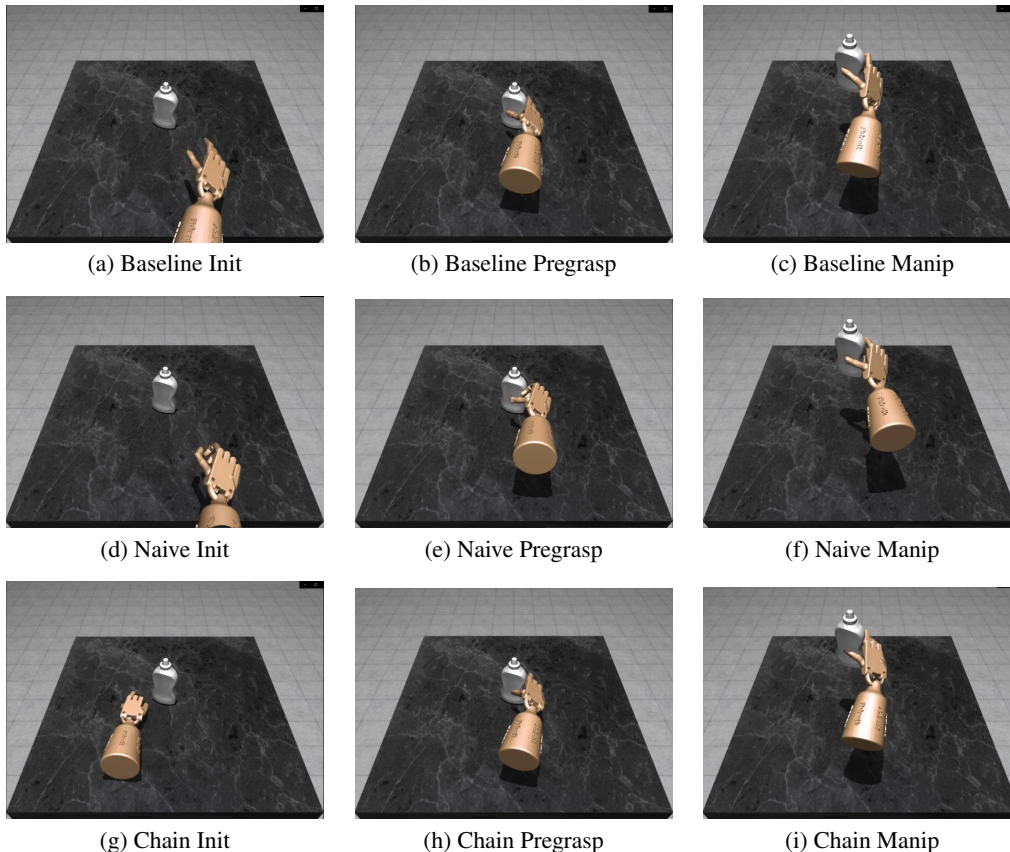 (a) Baseline Init
(b) Baseline Pregrasp
(c) Baseline Manip
(d) Naive Init
(e) Naive Pregrasp
(f) Naive Manip
(g) Chain Init
(h) Chain Pregrasp
(i) Chain Manip